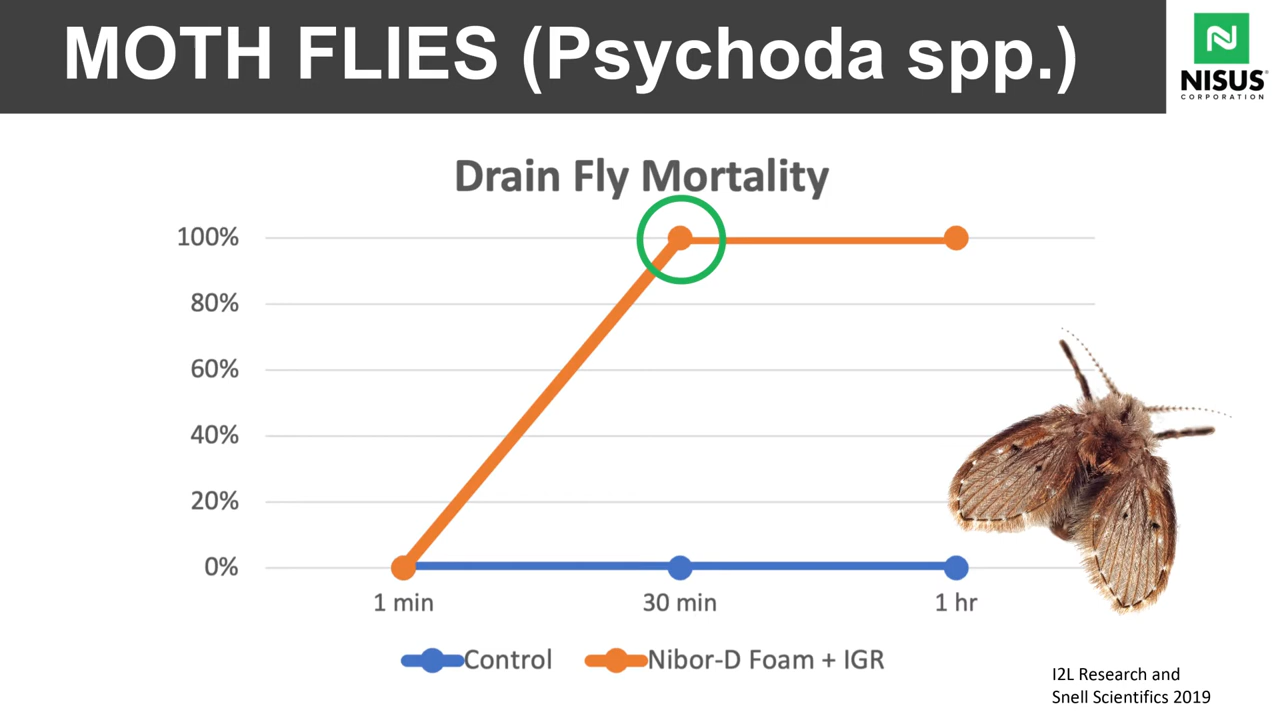 MOTH FLIES (Psychoda spp.)
NISUS
CORPORATION
Drain Fly Mortality
100%
80%
60%
40%
20%
0%
1 min 30 min 1 hr
Control Nibor-D Foam + IGR
I2L Research and
Snell Scientifics 2019